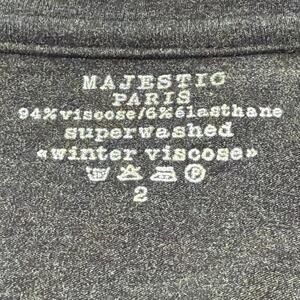 MAJESTIC
PARIS
94%viscose/6%élasthane
superwashed
«winter viscose»
2